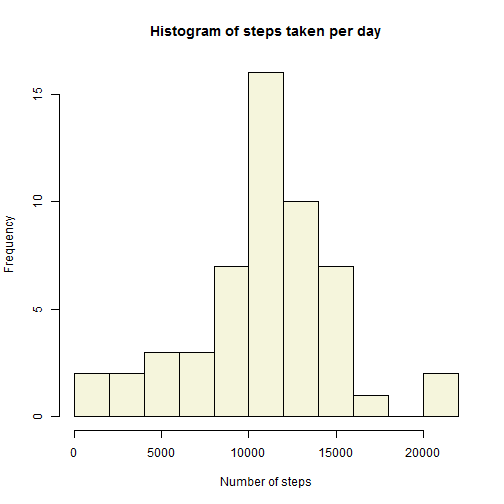 Histogram of steps taken per day
Frequency
15
10
5
0
0 5000 10000 15000 20000
Number of steps